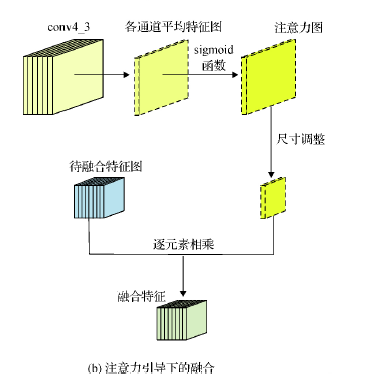 conv4_3
各通道平均特征图
注意力图
sigmoid
函数
尺寸调整
待融合特征图
逐元素相乘
融合特征
(b) 注意力引导下的融合